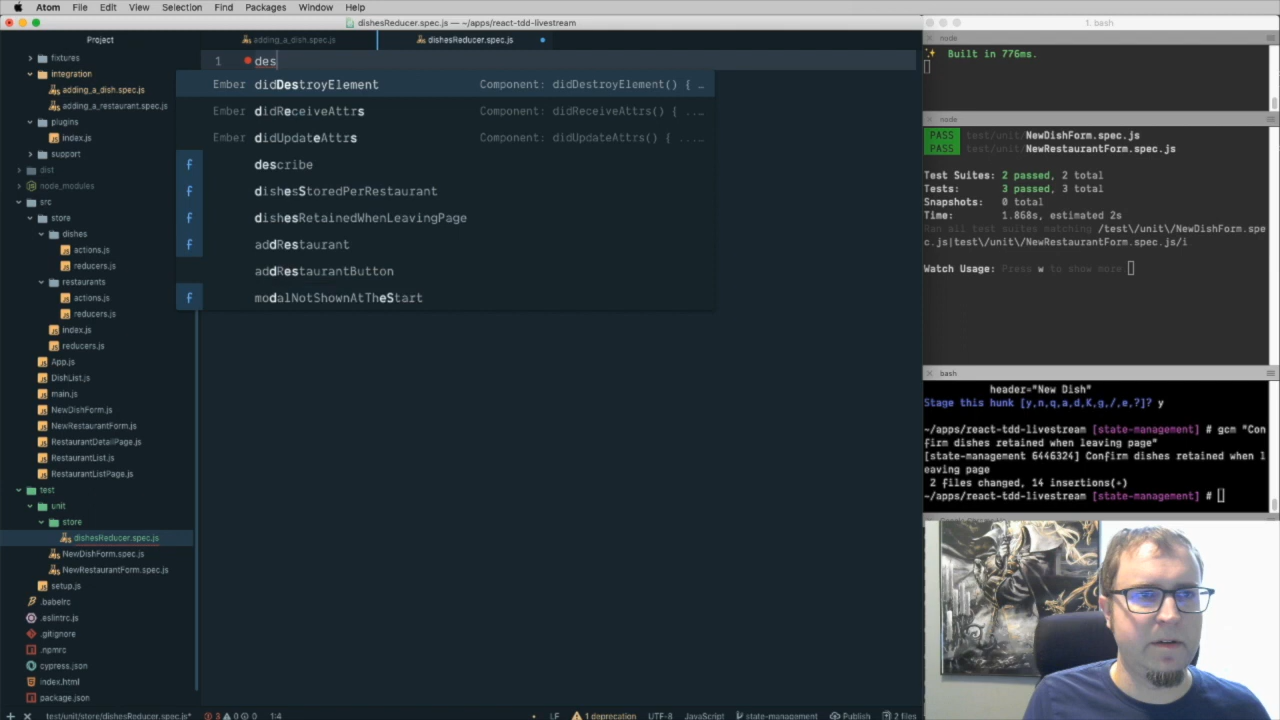 Atom File Edit View Selection Find Packages Window Help
dishesReducer.spec.js — ~/apps/react-tdd-livestream
1. bash
Project
adding_a_dish.spec.js
dishesReducer.spec.js
fixtures
integration
adding_a_dish.spec.js
adding_a_restaurant.spec.js
plugins
index.js
support
dist
node_modules
src
store
dishes
actions.js
reducers.js
restaurants
actions.js
reducers.js
index.js
reducers.js
App.js
DishList.js
main.js
NewDishForm.js
NewRestaurantForm.js
RestaurantDetailPage.js
RestaurantList.js
RestaurantListPage.js
test
unit
store
dishesReducer.spec.js
NewDishForm.spec.js
NewRestaurantForm.spec.js
setup.js
.babelrc
.eslintrc.js
.gitignore
.npmrc
cypress.json
index.html
package.json
1 des
Ember didDestroyElement Component: didDestroyElement() { …
Ember didReceiveAttrs Component: didReceiveAttrs() { ....
Ember didUpdateAttrs Component: didUpdateAttrs() { ....
f describe
f dishesStoredPerRestaurant
f dishesRetainedWhenLeavingPage
f addRestaurant
addRestaurantButton
f modalNotShownAtTheStart
node
✨ Built in 776ms.
node
PASS test/unit/NewDishForm.spec.js
PASS test/unit/NewRestaurantForm.spec.js
Test Suites: 2 passed, 2 total
Tests: 3 passed, 3 total
Snapshots: 0 total
Time: 1.868s, estimated 2s
Ran all test suites matching /test\/unit\/NewDishForm.spe
c.js|test\/unit\/NewRestaurantForm.spec.js/i
Watch Usage: Press w to show more
bash
header="New Dish"
Stage this hunk [y,n,q,a,d,K,g,/,e,?]? y
~/apps/react-tdd-livestream [state-management] # gcm "Con
firm dishes retained when leaving page"
[state-management 6446324] Confirm dishes retained when l
eaving page
2 files changed, 14 insertions(+)
~/apps/react-tdd-livestream [state-management] #
test/unit/store/dishesReducer.spec.js* 3 0 0 1:4
LF 1 deprecation UTF-8 JavaScript state-management Publish 2 files